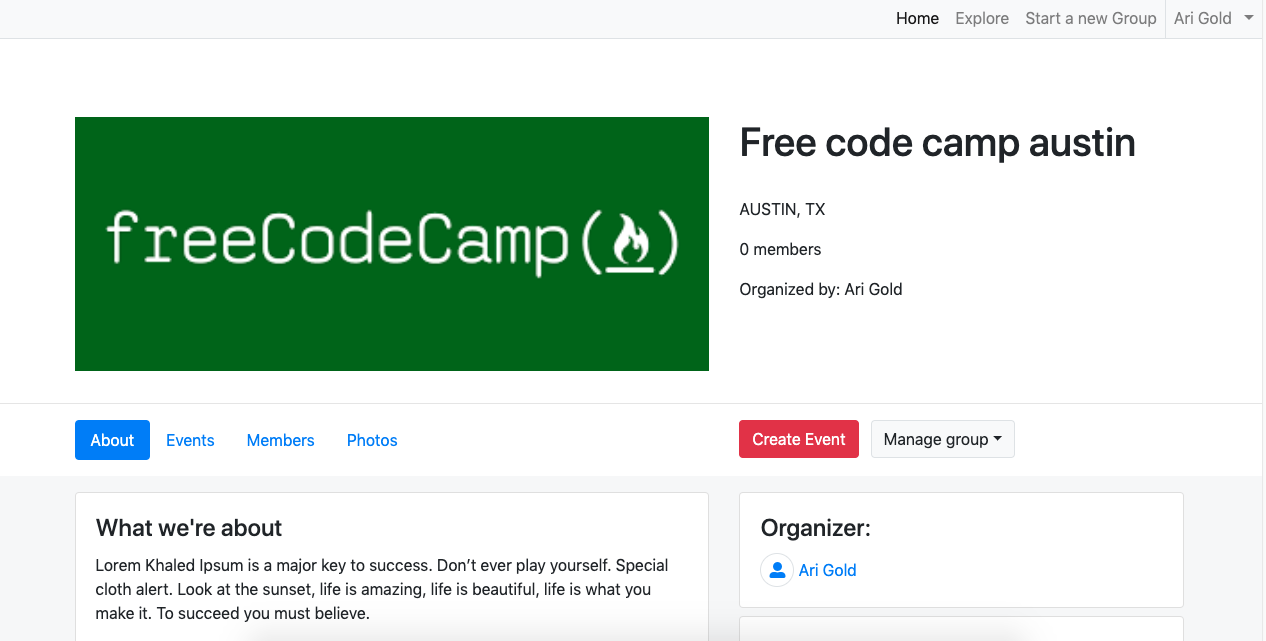 Home Explore Start a new Group Ari Gold
freeCodeCamp( )
Free code camp austin
AUSTIN, TX
0 members
Organized by: Ari Gold
About Events Members Photos
Create Event Manage group
What we're about
Lorem Khaled Ipsum is a major key to success. Don’t ever play yourself. Special
cloth alert. Look at the sunset, life is amazing, life is beautiful, life is what you
make it. To succeed you must believe.
Organizer:
Ari Gold